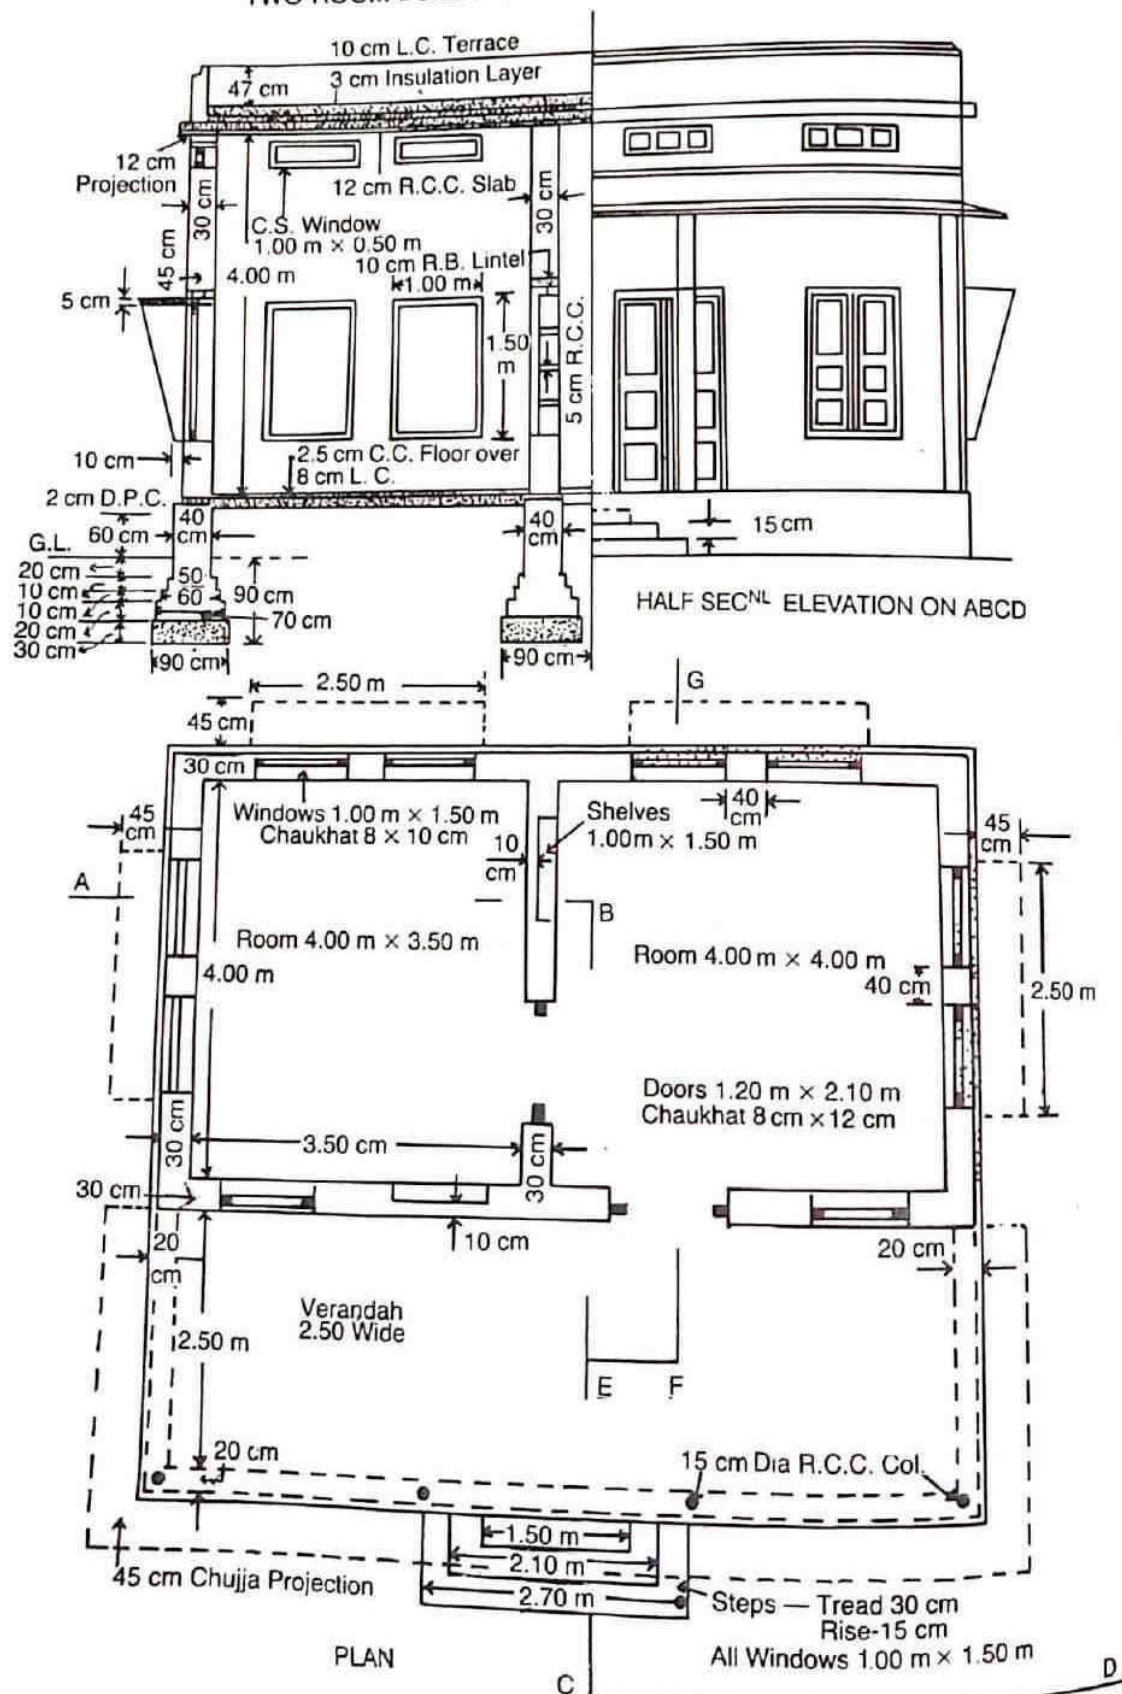 10 cm L.C. Terrace
47 cm
3 cm Insulation Layer
12 cm
Projection
12 cm R.C.C. Slab
30 cm
30 cm
C.S. Window
1.00 m × 0.50 m
45 cm
10 cm R.B. Lintel
4.00 m
1.00 m
5 cm
1.50
m
5 cm R.C.C.
10 cm
2.5 cm C.C. Floor over
8 cm L. C.
2 cm D.P.C.
40
cm
60 cm
40
cm
15 cm
G.L.
20 cm
10 cm
10 cm
20 cm
30 cm
50
60
90 cm
70 cm
90 cm
90 cm
HALF SECNL ELEVATION ON ABCD
2.50 m
G
45 cm
30 cm
Windows 1.00 m × 1.50 m
Chaukhat 8 × 10 cm
Shelves
1.00m × 1.50 m
40
cm
45
cm
10
cm
45
cm
A
B
Room 4.00 m × 3.50 m
Room 4.00 m × 4.00 m
4.00 m
40 cm
2.50 m
Doors 1.20 m × 2.10 m
Chaukhat 8 cm × 12 cm
30 cm
3.50 cm
30 cm
30 cm
20
cm
10 cm
20 cm
Verandah
2.50 Wide
2.50 m
E
F
20 cm
15 cm Dia R.C.C. Col.
1.50 m
2.10 m
2.70 m
45 cm Chujja Projection
Steps — Tread 30 cm
Rise-15 cm
All Windows 1.00 m × 1.50 m
PLAN
C
D